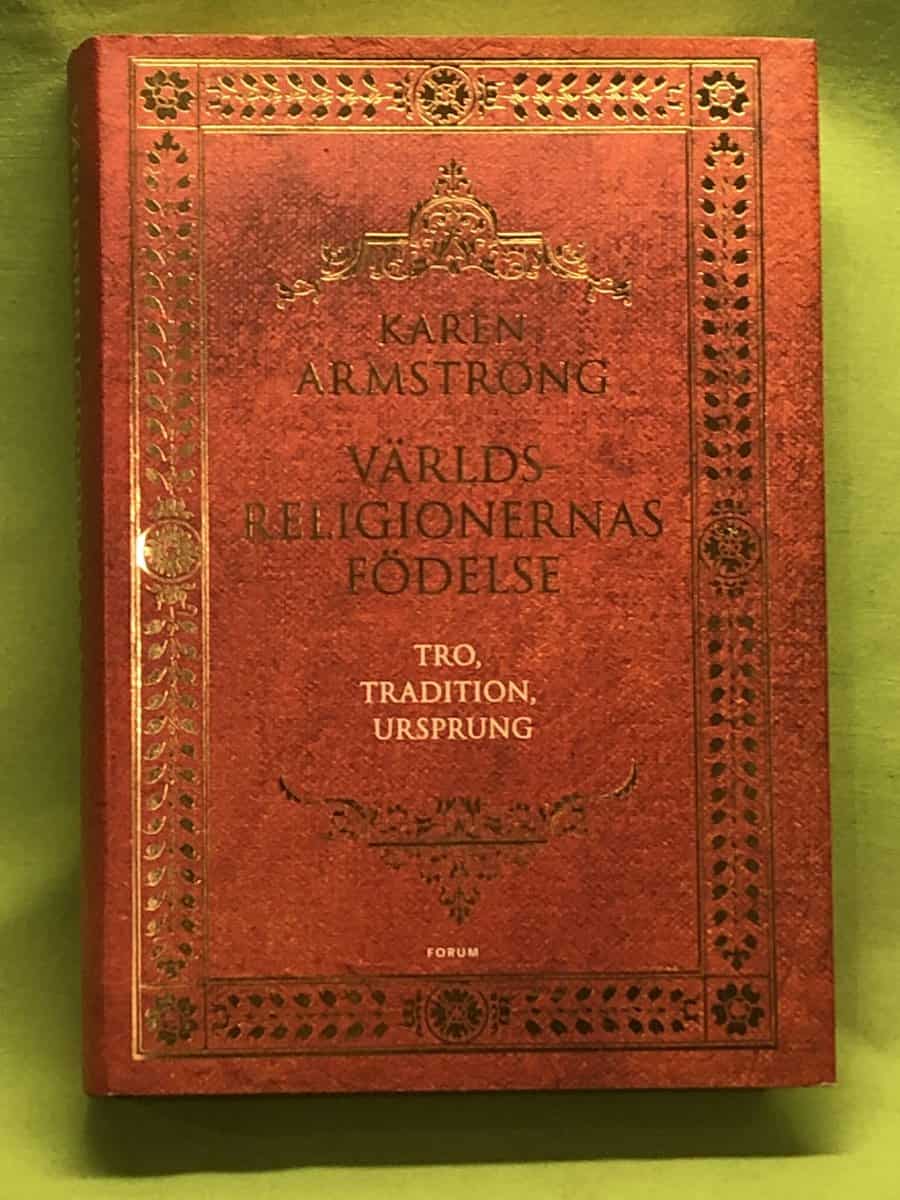 KAREN
ARMSTRONG
VÄRLDS-
RELIGIONERNAS
FÖDELSE
TRO,
TRADITION,
URSPRUNG
FORUM